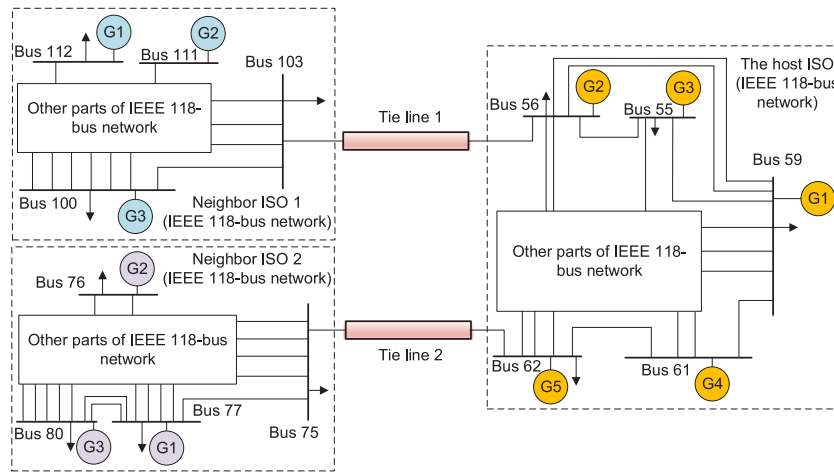 G1
G2
Bus 112
Bus 111
Bus 103
Other parts of IEEE 118-
bus network
Bus 100
G3
Neighbor ISO 1
(IEEE 118-bus network)
Tie line 1
The host ISO
(IEEE 118-bus
network)
Bus 56
G2
G3
Bus 55
Bus 59
G1
Other parts of IEEE 118-
bus network
Bus 62
G5
Bus 61
G4
Neighbor ISO 2
(IEEE 118-bus network)
G2
Bus 76
Other parts of IEEE 118-bus
network
Bus 77
Bus 80
G3
G1
Bus 75
Tie line 2